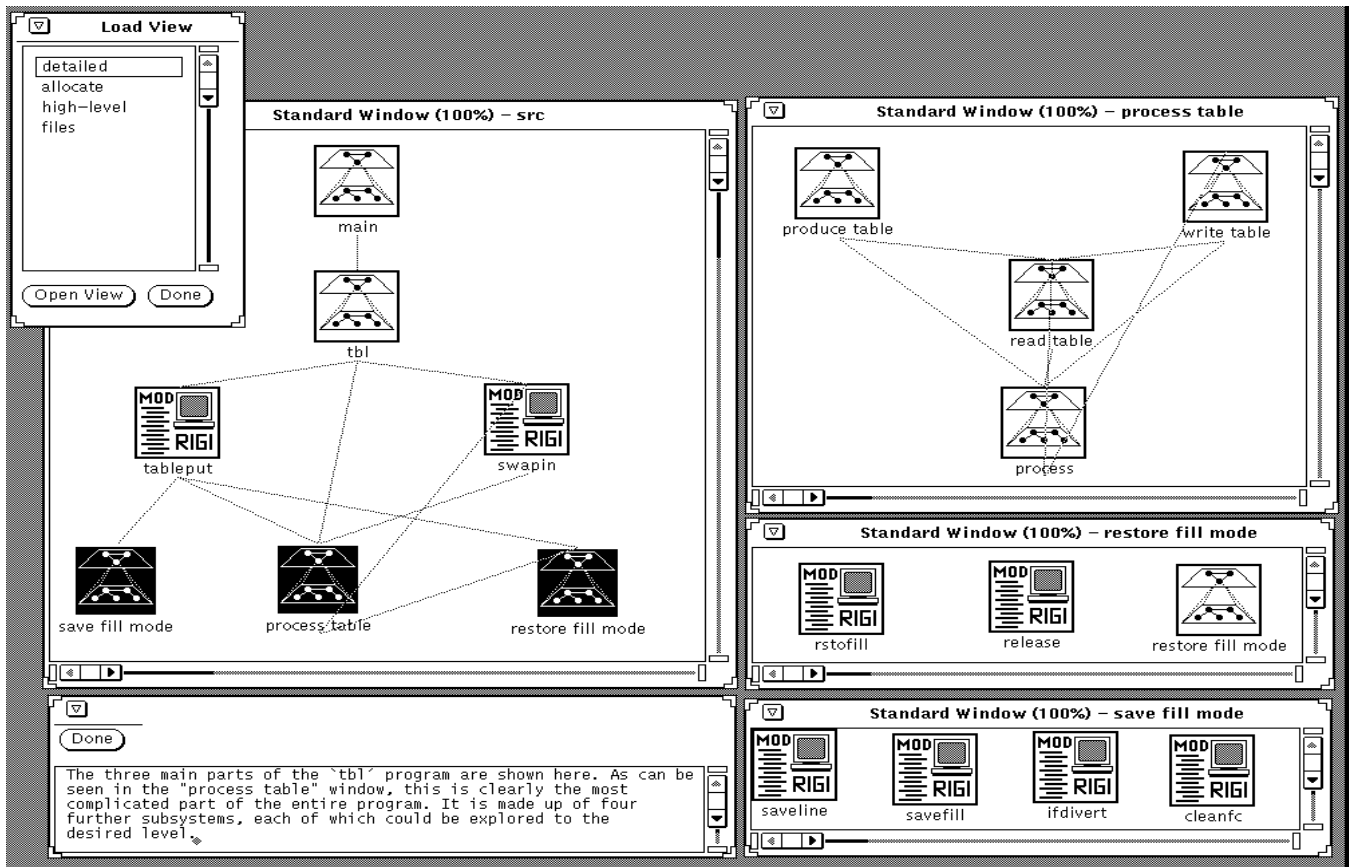 Load View
detailed
allocate
high-level
files
Open View
Done
Standard Window (100%) - src
main
tbl
MOD
RIGI
tableput
MOD
RIGI
swapin
save fill mode
process table
restore fill mode
Standard Window (100%) - process table
produce table
write table
read table
process
Standard Window (100%) - restore fill mode
MOD
RIGI
rstofill
MOD
RIGI
release
restore fill mode
Done
The three main parts of the `tbl´ program are shown here. As can be
seen in the "process table" window, this is clearly the most
complicated part of the entire program. It is made up of four
further subsystems, each of which could be explored to the
desired level.
Standard Window (100%) - save fill mode
MOD
RIGI
saveline
MOD
RIGI
savefill
MOD
RIGI
ifdivert
MOD
RIGI
cleanfc